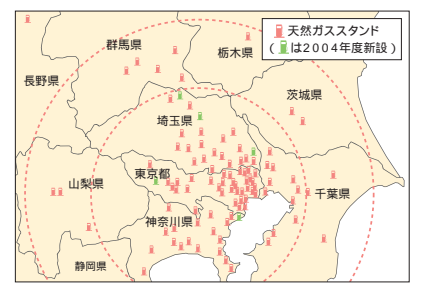 天然ガススタンド
(は2004年度新設)
群馬県
栃木県
長野県
茨城県
埼玉県
東京都
山梨県
千葉県
神奈川県
静岡県